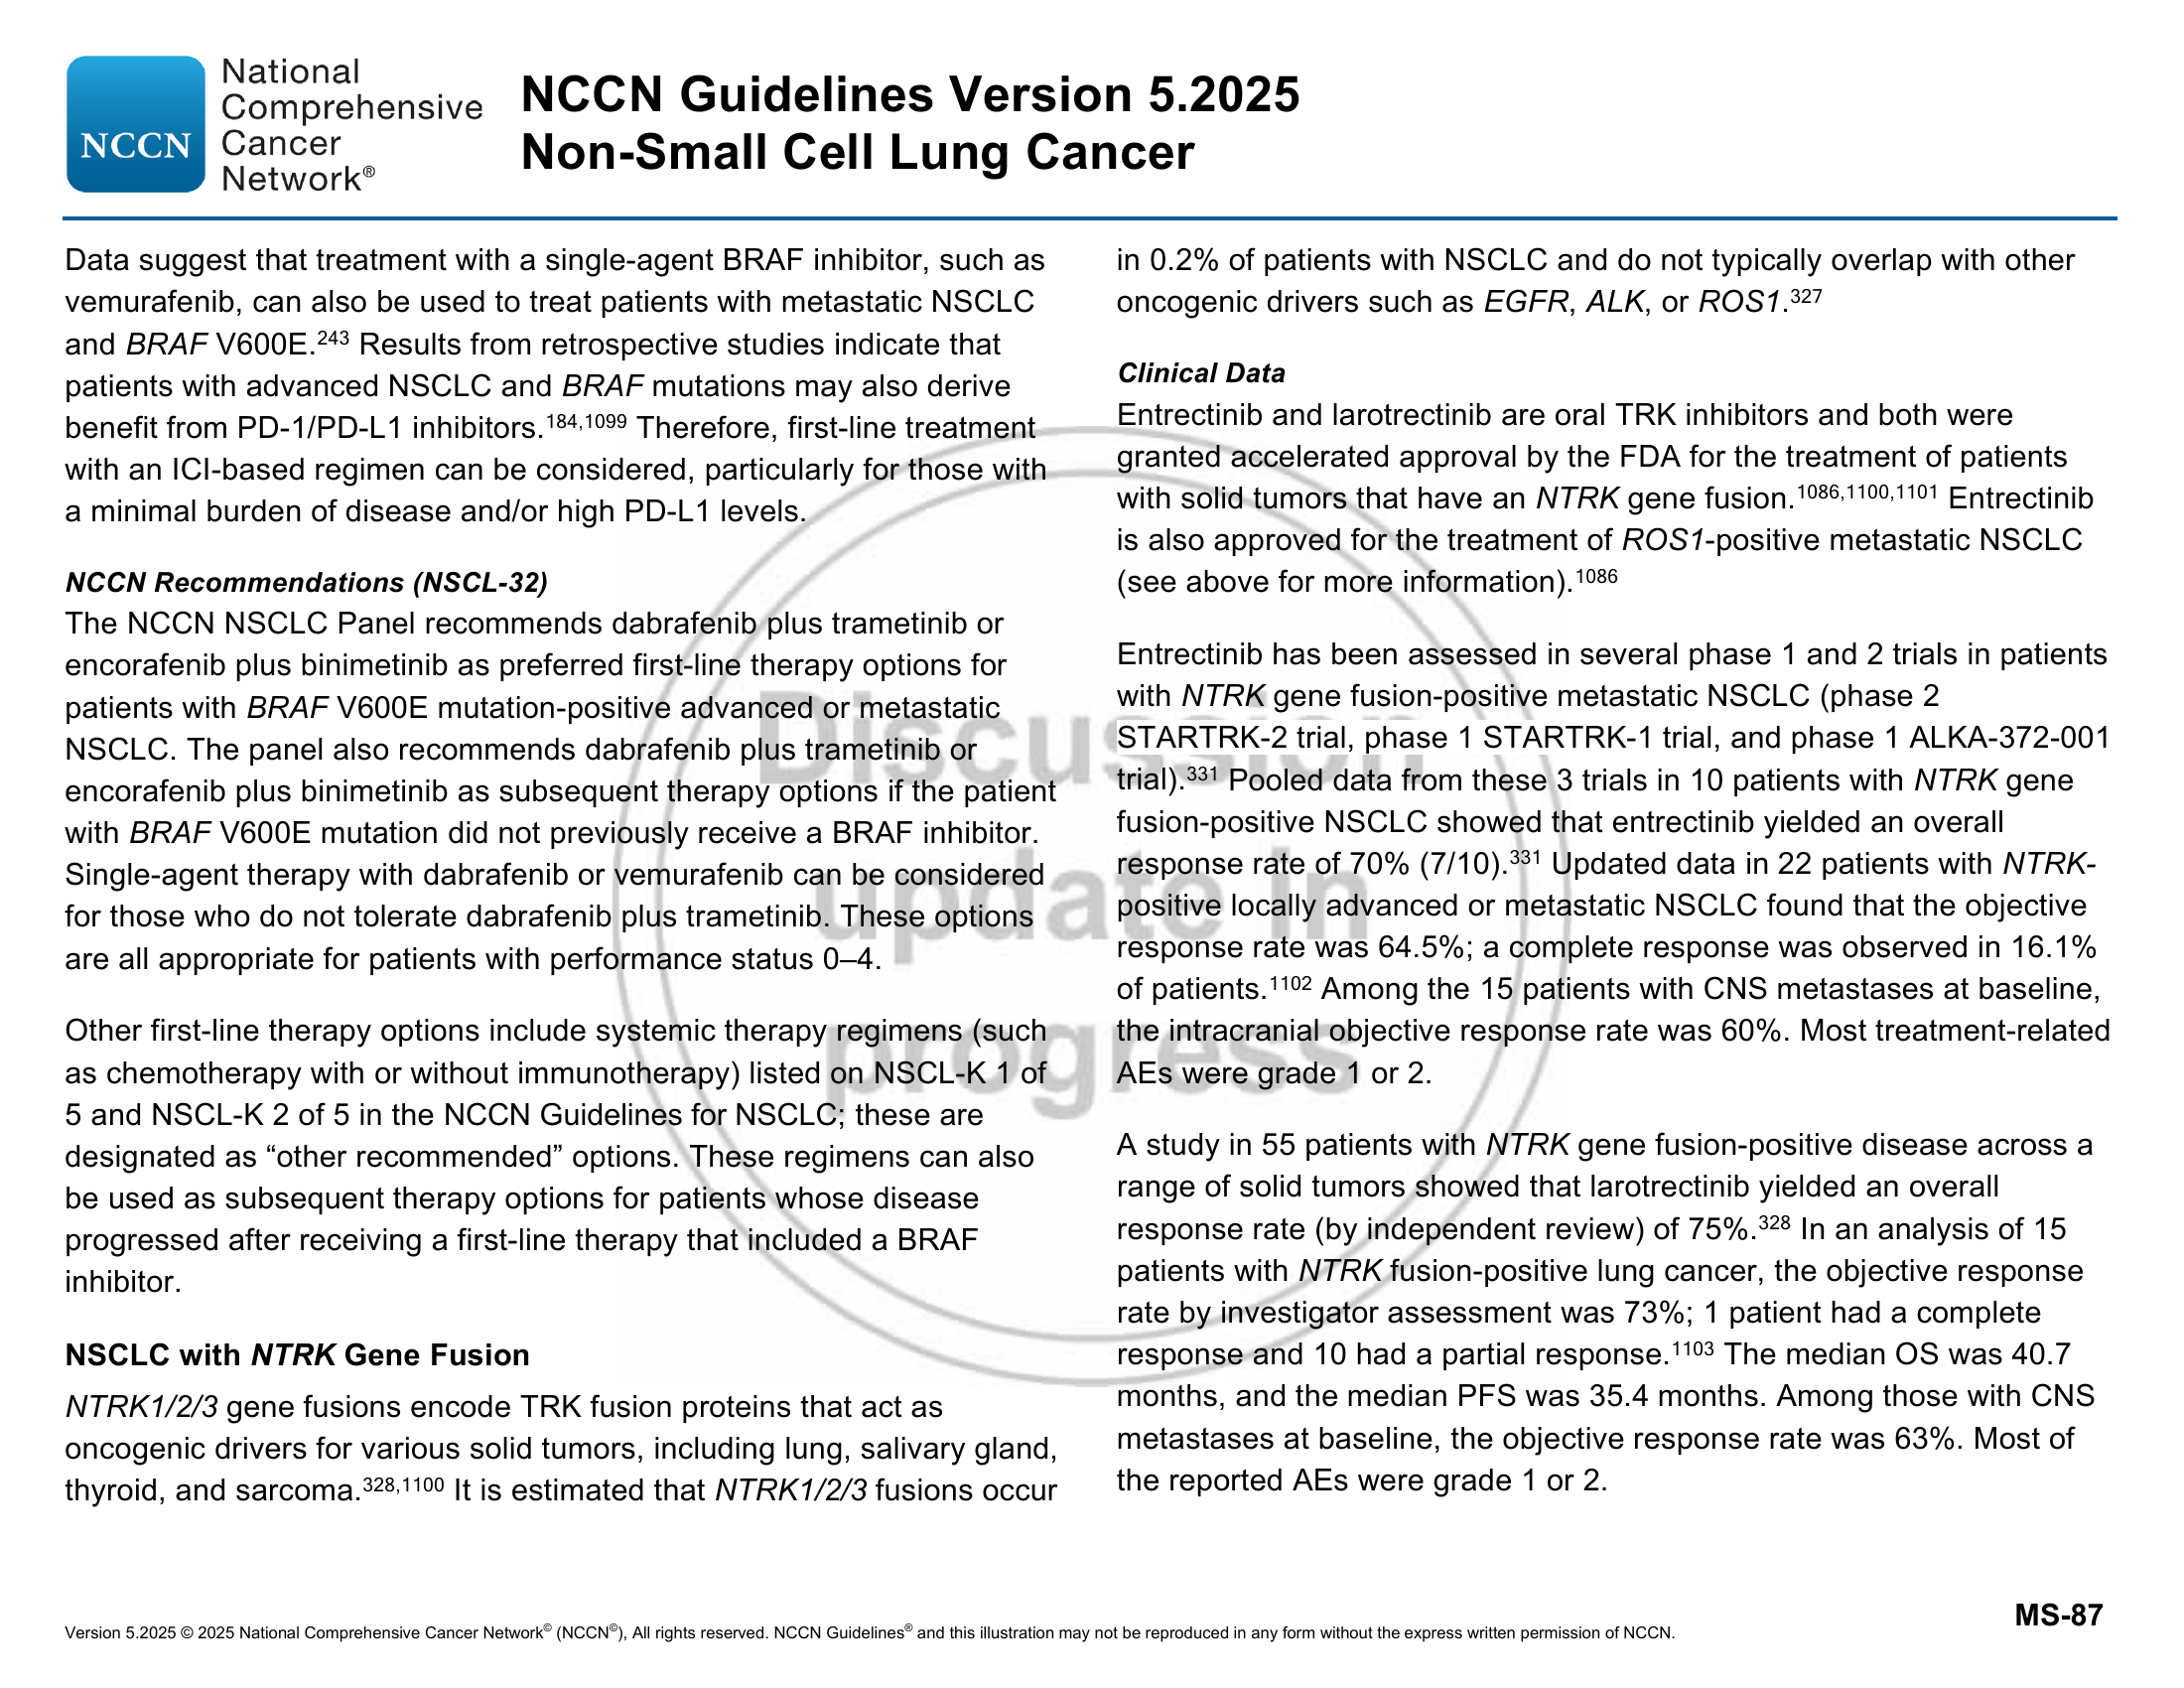 National
Comprehensive
NCCN Cancer
Network®
NCCN Guidelines Version 5.2025
Non-Small Cell Lung Cancer
Data suggest that treatment with a single-agent BRAF inhibitor, such as
vemurafenib, can also be used to treat patients with metastatic NSCLC
and BRAF V600E.243 Results from retrospective studies indicate that
patients with advanced NSCLC and BRAF mutations may also derive
benefit from PD-1/PD-L1 inhibitors.184,1099 Therefore, first-line treatment
with an ICI-based regimen can be considered, particularly for those with
a minimal burden of disease and/or high PD-L1 levels.
NCCN Recommendations (NSCL-32)
The NCCN NSCLC Panel recommends dabrafenib plus trametinib or
encorafenib plus binimetinib as preferred first-line therapy options for
patients with BRAF V600E mutation-positive advanced or metastatic
NSCLC. The panel also recommends dabrafenib plus trametinib or
encorafenib plus binimetinib as subsequent therapy options if the patient
with BRAF V600E mutation did not previously receive a BRAF inhibitor.
Single-agent therapy with dabrafenib or vemurafenib can be considered
for those who do not tolerate dabrafenib plus trametinib. These options
are all appropriate for patients with performance status 0–4.
Other first-line therapy options include systemic therapy regimens (such
as chemotherapy with or without immunotherapy) listed on NSCL-K 1 of
5 and NSCL-K 2 of 5 in the NCCN Guidelines for NSCLC; these are
designated as “other recommended” options. These regimens can also
be used as subsequent therapy options for patients whose disease
progressed after receiving a first-line therapy that included a BRAF
inhibitor.
NSCLC with NTRK Gene Fusion
NTRK1/2/3 gene fusions encode TRK fusion proteins that act as
oncogenic drivers for various solid tumors, including lung, salivary gland,
thyroid, and sarcoma.328,1100 It is estimated that NTRK1/2/3 fusions occur
in 0.2% of patients with NSCLC and do not typically overlap with other
oncogenic drivers such as EGFR, ALK, or ROS1.327
Clinical Data
Entrectinib and larotrectinib are oral TRK inhibitors and both were
granted accelerated approval by the FDA for the treatment of patients
with solid tumors that have an NTRK gene fusion.1086,1100,1101 Entrectinib
is also approved for the treatment of ROS1-positive metastatic NSCLC
(see above for more information).1086
Entrectinib has been assessed in several phase 1 and 2 trials in patients
with NTRK gene fusion-positive metastatic NSCLC (phase 2
STARTRK-2 trial, phase 1 STARTRK-1 trial, and phase 1 ALKA-372-001
trial).331 Pooled data from these 3 trials in 10 patients with NTRK gene
fusion-positive NSCLC showed that entrectinib yielded an overall
response rate of 70% (7/10).331 Updated data in 22 patients with NTRK-
positive locally advanced or metastatic NSCLC found that the objective
response rate was 64.5%; a complete response was observed in 16.1%
of patients.1102 Among the 15 patients with CNS metastases at baseline,
the intracranial objective response rate was 60%. Most treatment-related
AEs were grade 1 or 2.
A study in 55 patients with NTRK gene fusion-positive disease across a
range of solid tumors showed that larotrectinib yielded an overall
response rate (by independent review) of 75%.328 In an analysis of 15
patients with NTRK fusion-positive lung cancer, the objective response
rate by investigator assessment was 73%; 1 patient had a complete
response and 10 had a partial response.1103 The median OS was 40.7
months, and the median PFS was 35.4 months. Among those with CNS
metastases at baseline, the objective response rate was 63%. Most of
the reported AEs were grade 1 or 2.
Discussion
update in
progress
MS-87
Version 5.2025 © 2025 National Comprehensive Cancer Network© (NCCN©), All rights reserved. NCCN Guidelines® and this illustration may not be reproduced in any form without the express written permission of NCCN.